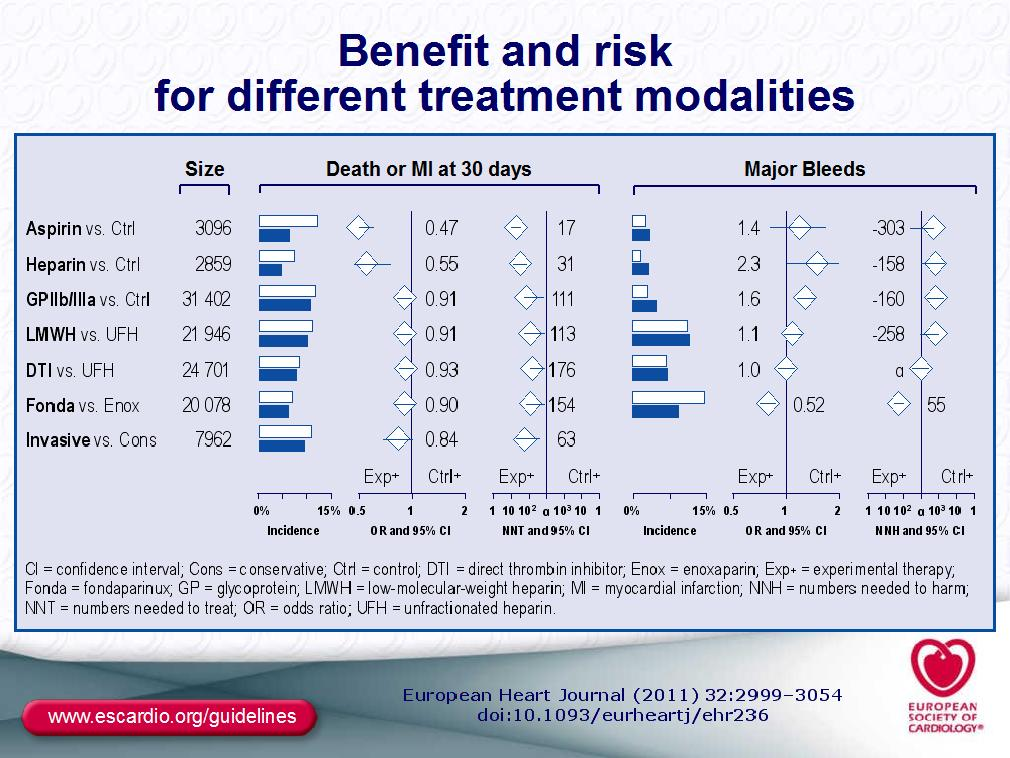 Benefit and risk
for different treatment modalities
Size Death or MI at 30 days Major Bleeds
Aspirin vs. Ctrl 3096 0.47 17 1.4 -303
Heparin vs. Ctrl 2859 0.55 31 2.3 -158
GPIIb/IIIa vs. Ctrl 31 402 0.91 111 1.6 -160
LMWH vs. UFH 21 946 0.91 113 1.1 -258
DTI vs. UFH 24 701 0.93 176 1.0 α
Fonda vs. Enox 20 078 0.90 154 0.52 55
Invasive vs. Cons 7962 0.84 63
Exp+ Ctrl+ Exp+ Ctrl+ Exp+ Ctrl+ Exp+ Ctrl+
0% 15% 0.5 1 2 1 10 10² α 10³ 10 1 0% 15% 0.5 1 2 1 10 10² α 10³ 10 1
Incidence OR and 95% CI NNT and 95% CI Incidence OR and 95% CI NNH and 95% CI
CI = confidence interval; Cons = conservative; Ctrl = control; DTI = direct thrombin inhibitor; Enox = enoxaparin; Exp+ = experimental therapy;
Fonda = fondaparinux; GP = glycoprotein; LMWH = low-molecular-weight heparin; MI = myocardial infarction; NNH = numbers needed to harm;
NNT = numbers needed to treat; OR = odds ratio; UFH = unfractionated heparin.
www.escardio.org/guidelines
European Heart Journal (2011) 32:2999–3054
doi:10.1093/eurheartj/ehr236
EUROPEAN
SOCIETY OF
CARDIOLOGY®